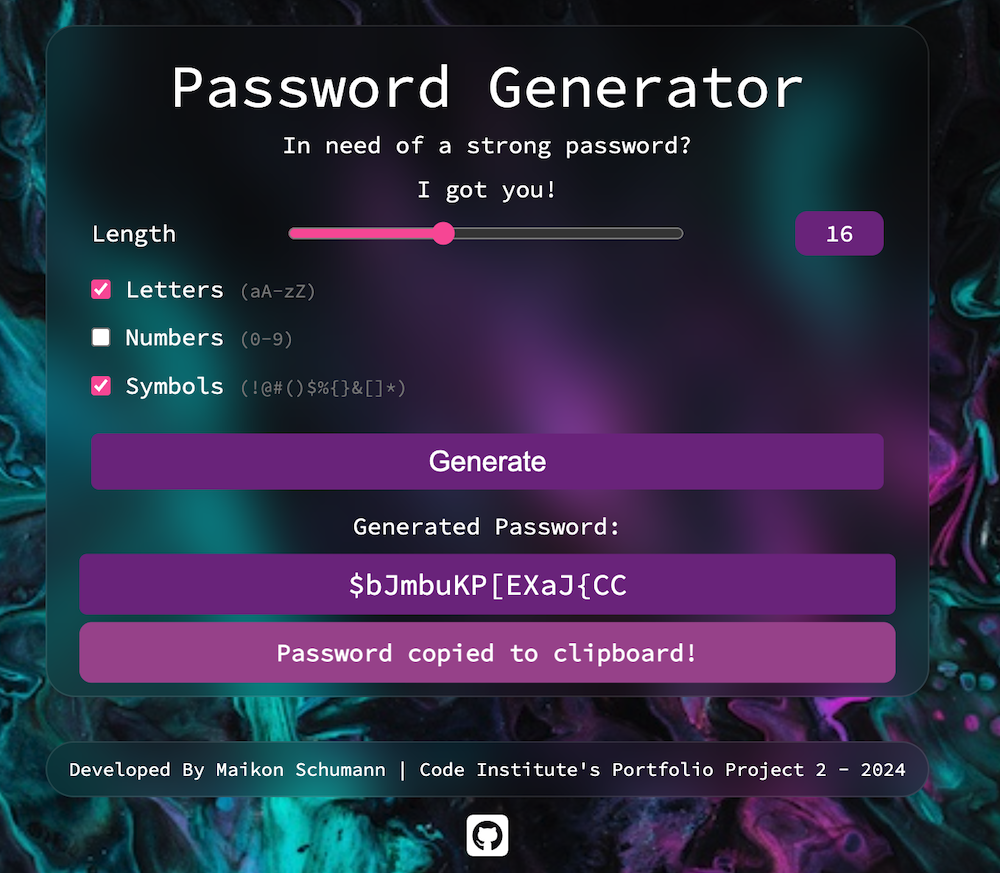 Password Generator
In need of a strong password?
I got you!
Length 16
Letters (aA-zZ)
Numbers (0-9)
Symbols (!@#()$%{}&[]*)
Generate
Generated Password:
$bJmbuKP[EXaJ{CC
Password copied to clipboard!
Developed By Maikon Schumann | Code Institute's Portfolio Project 2 - 2024